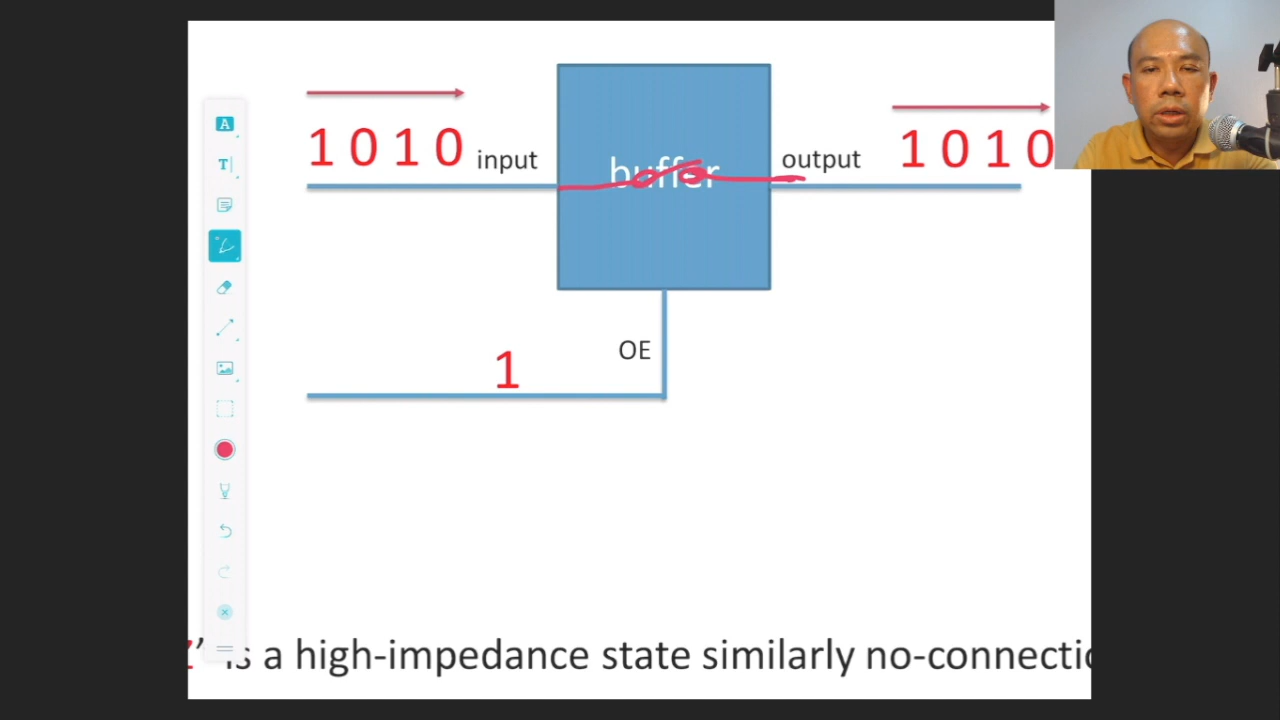 1 0 1 0 input
buffer
output 1 0 1 0
OE
1
Z’ is a high-impedance state similarly no-connectio
A
T